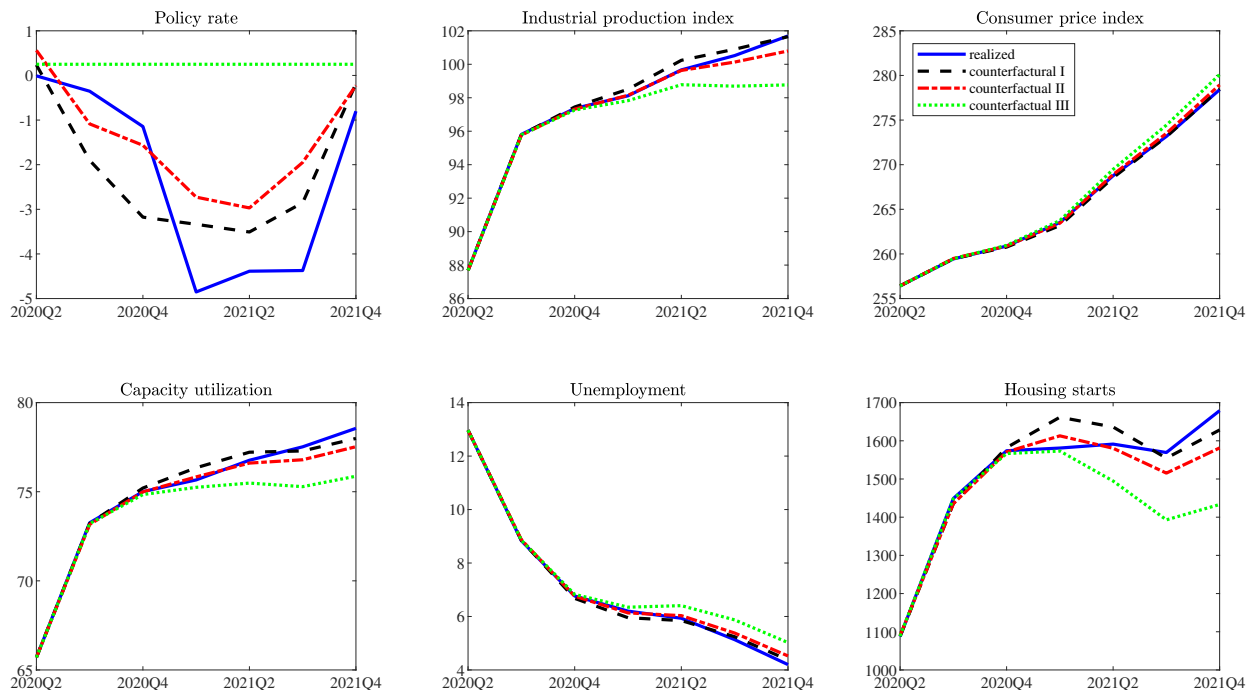 Policy rate
1
0
-1
-2
-3
-4
-5
2020Q2 2020Q4 2021Q2 2021Q4
Industrial production index
102
100
98
96
94
92
90
88
86
2020Q2 2020Q4 2021Q2 2021Q4
Consumer price index
285
280
275
270
265
260
255
2020Q2 2020Q4 2021Q2 2021Q4
realized
counterfactural I
counterfactual II
counterfactual III
Capacity utilization
80
75
70
65
2020Q2 2020Q4 2021Q2 2021Q4
Unemployment
14
12
10
8
6
4
2020Q2 2020Q4 2021Q2 2021Q4
Housing starts
1700
1600
1500
1400
1300
1200
1100
1000
2020Q2 2020Q4 2021Q2 2021Q4